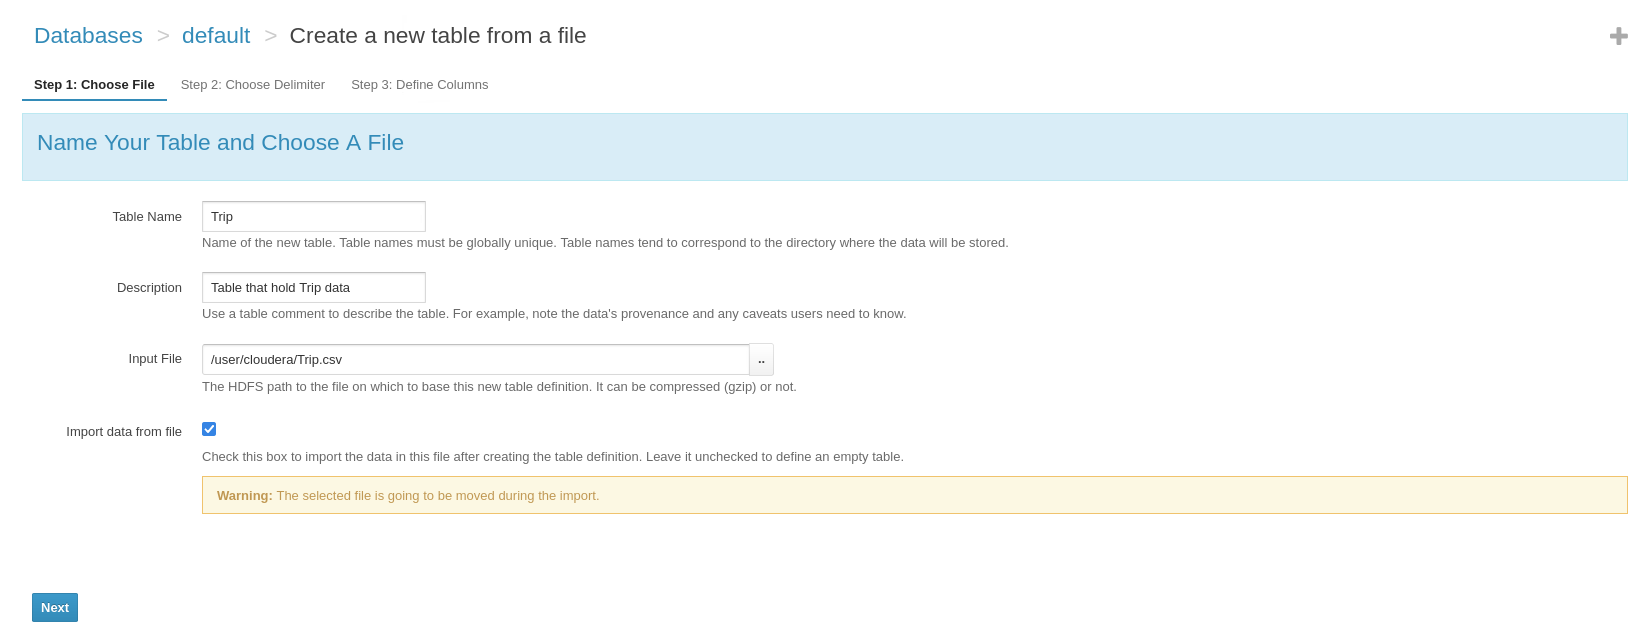 Databases > default > Create a new table from a file
Step 1: Choose File Step 2: Choose Delimiter Step 3: Define Columns
Name Your Table and Choose A File
Table Name Trip
Name of the new table. Table names must be globally unique. Table names tend to correspond to the directory where the data will be stored.
Description Table that hold Trip data
Use a table comment to describe the table. For example, note the data's provenance and any caveats users need to know.
Input File /user/cloudera/Trip.csv ..
The HDFS path to the file on which to base this new table definition. It can be compressed (gzip) or not.
Import data from file
Check this box to import the data in this file after creating the table definition. Leave it unchecked to define an empty table.
Warning: The selected file is going to be moved during the import.
Next